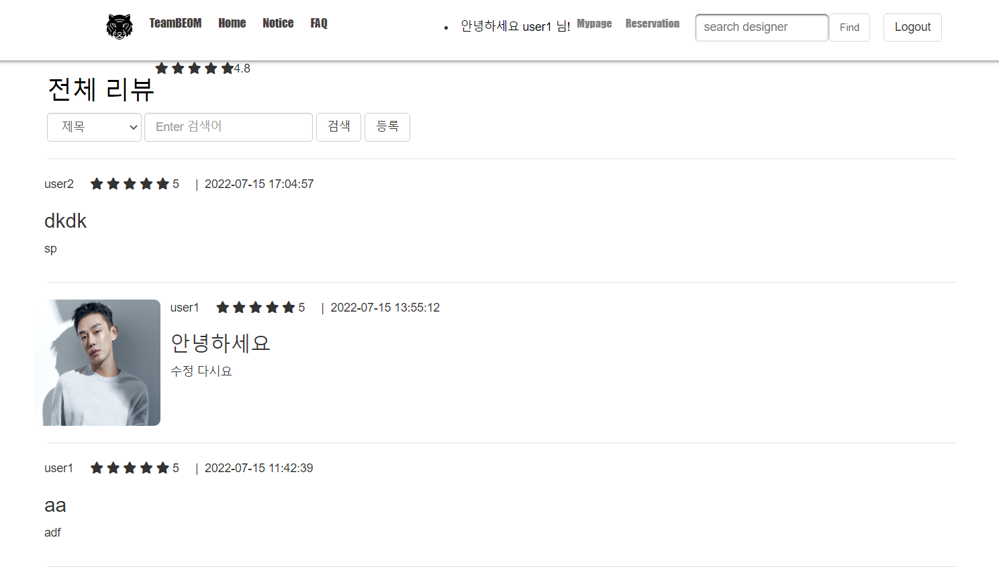 TeamBEOM Home Notice FAQ
• 안녕하세요 user1 님! Mypage Reservation search designer Find Logout
4.8
전체 리뷰
제목 Enter 검색어 검색 등록
user2 5 | 2022-07-15 17:04:57
dkdk
sp
user1 5 | 2022-07-15 13:55:12
안녕하세요
수정 다시요
user1 5 | 2022-07-15 11:42:39
aa
adf